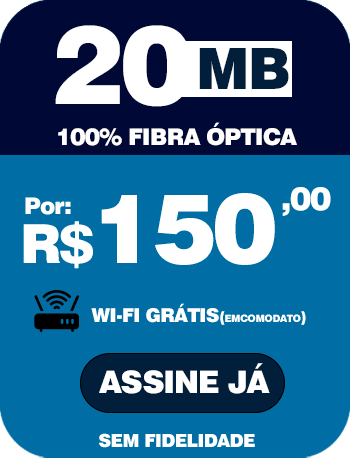 20 MB
100% FIBRA ÓPTICA
Por:
R$150,00
WI-FI GRÁTIS(EMCOMODATO)
ASSINE JÁ
SEM FIDELIDADE